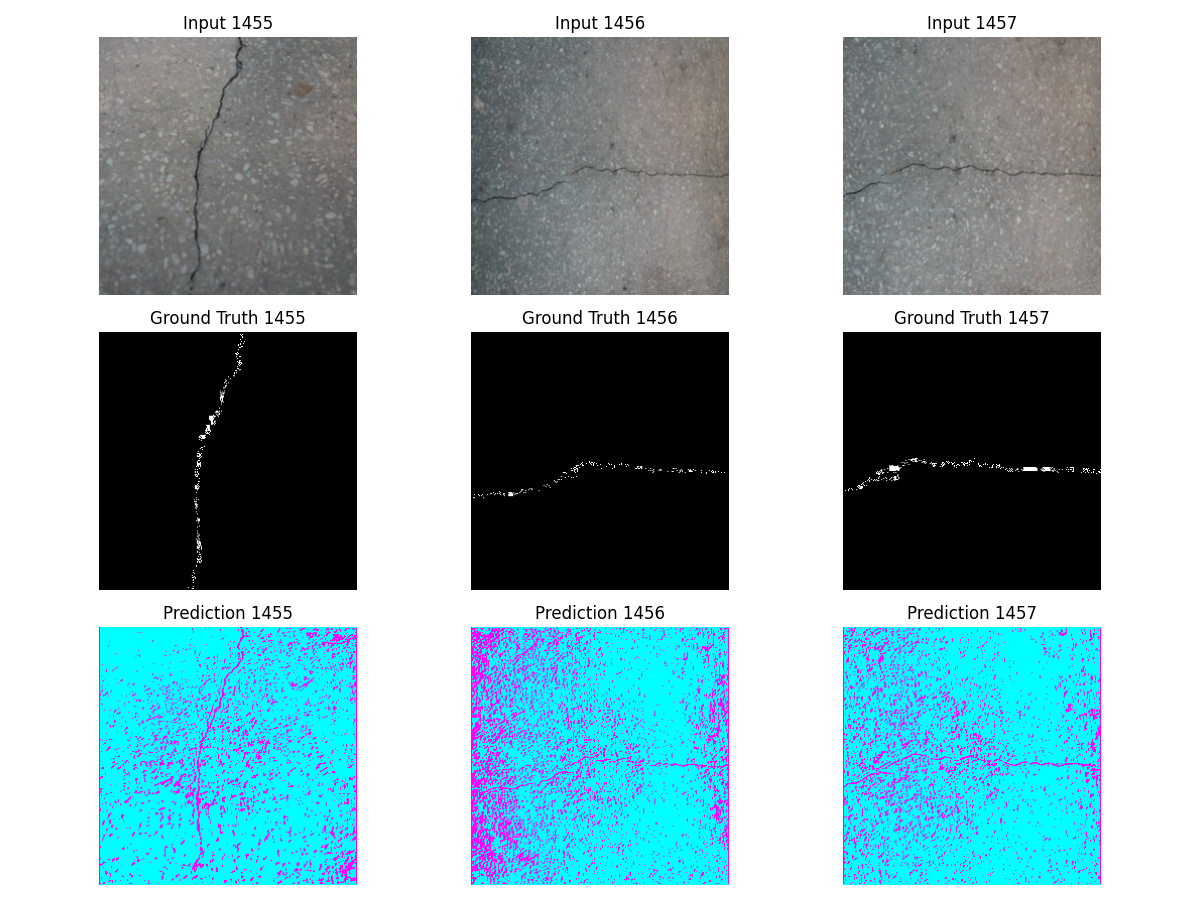 Input 1455
Input 1456
Input 1457
Ground Truth 1455
Ground Truth 1456
Ground Truth 1457
Prediction 1455
Prediction 1456
Prediction 1457